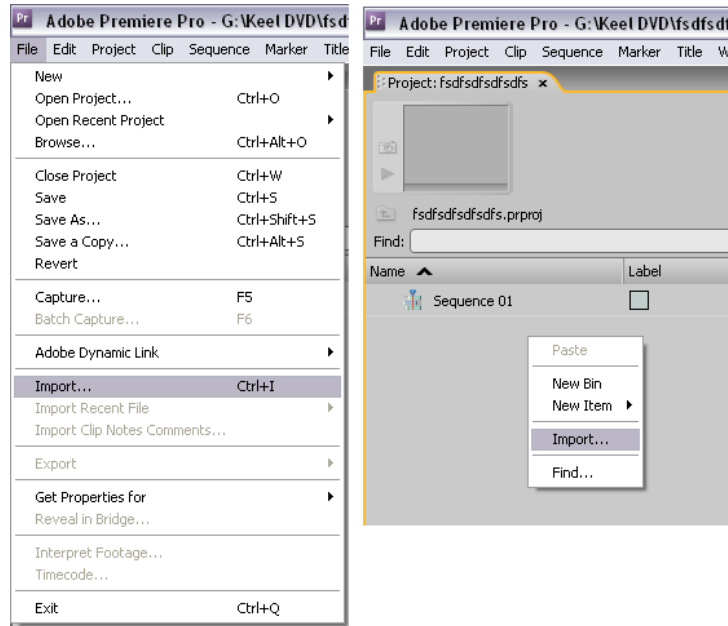 Pr Adobe Premiere Pro - G:\Keel DVD\fsdf
File Edit Project Clip Sequence Marker Title
New
Open Project... Ctrl+O
Open Recent Project
Browse... Ctrl+Alt+O
Close Project Ctrl+W
Save Ctrl+S
Save As... Ctrl+Shift+S
Save a Copy... Ctrl+Alt+S
Revert
Capture... F5
Batch Capture... F6
Adobe Dynamic Link
Import... Ctrl+I
Import Recent File
Import Clip Notes Comments...
Export
Get Properties for
Reveal in Bridge...
Interpret Footage...
Timecode...
Exit Ctrl+Q
Pr Adobe Premiere Pro - G:\Keel DVD\fsdfsdf
File Edit Project Clip Sequence Marker Title W
Project: fsdfsdfsdfsdfs x
fsdfsdfsdfsdfs.prproj
Find:
Name Label
Sequence 01
Paste
New Bin
New Item
Import...
Find...